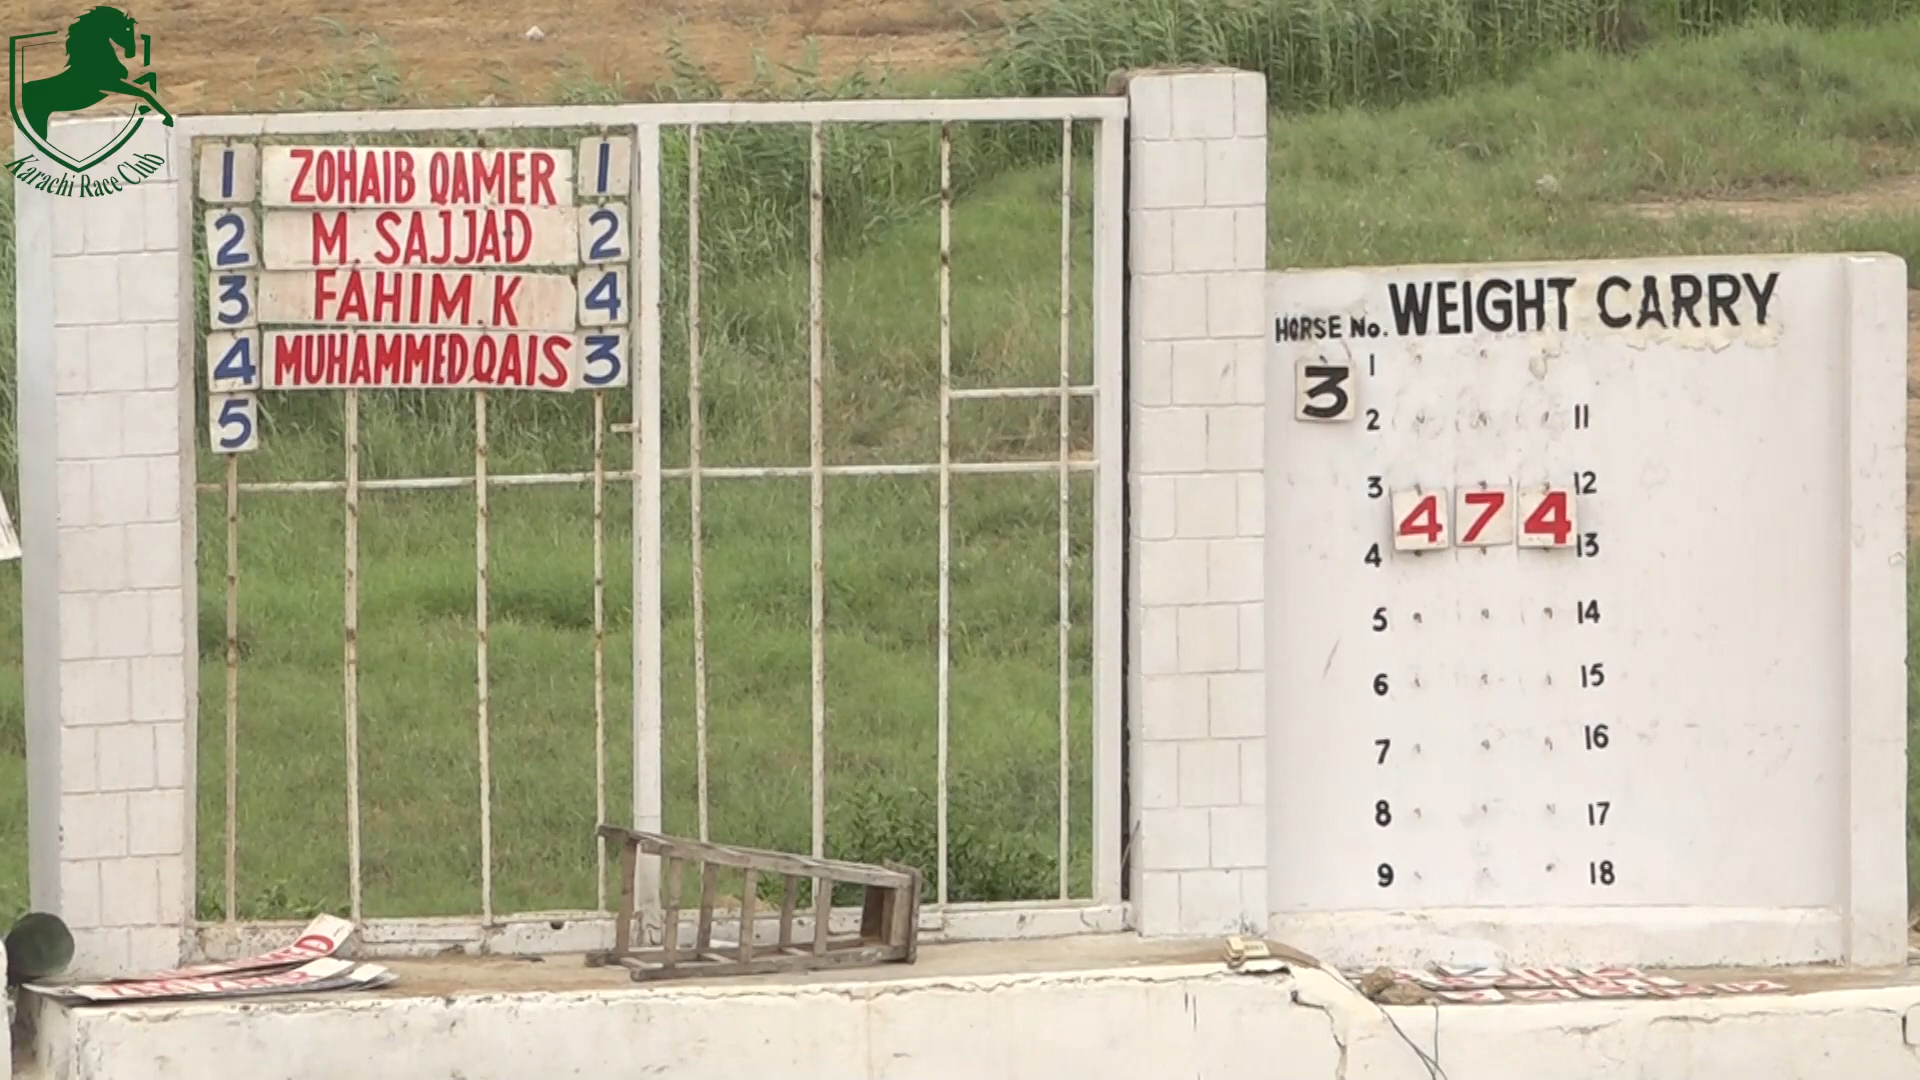 Karachi Race Club
1 ZOHAIB QAMER 1
2 M. SAJJAD 2
3 FAHIM.K 4
4 MUHAMMED QAIS 3
5
HORSE No. WEIGHT CARRY
3
1
2 11
3 12
474
4 13
5 14
6 15
7 16
8 17
9 18